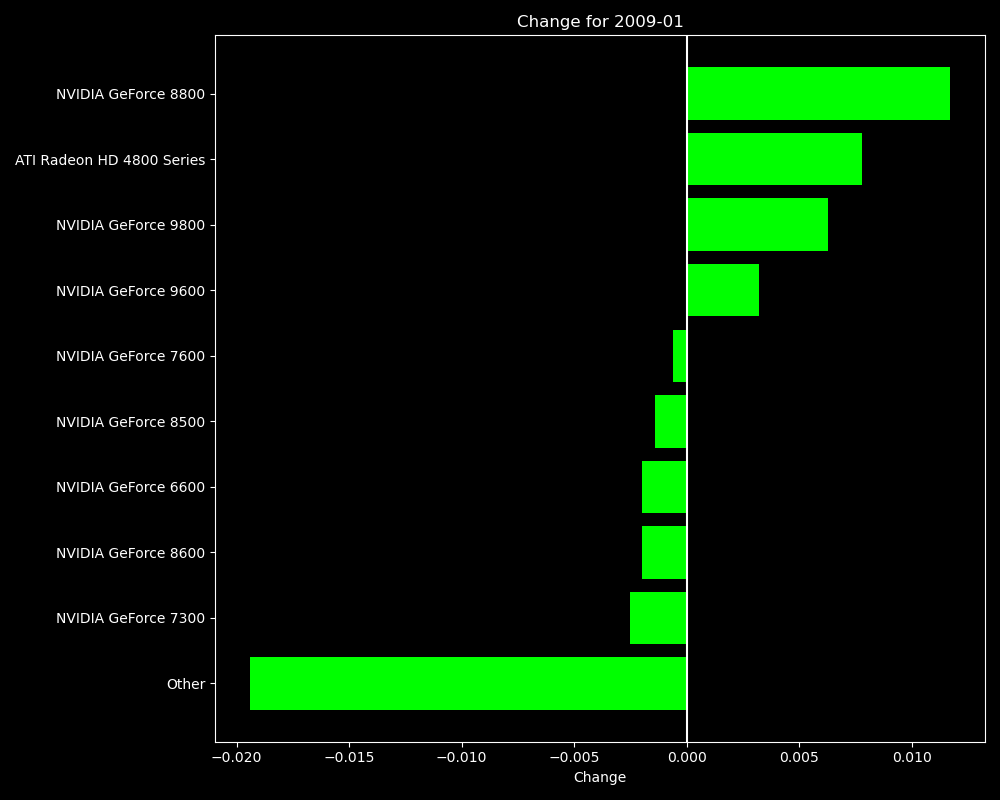 Change for 2009-01
NVIDIA GeForce 8800
ATI Radeon HD 4800 Series
NVIDIA GeForce 9800
NVIDIA GeForce 9600
NVIDIA GeForce 7600
NVIDIA GeForce 8500
NVIDIA GeForce 6600
NVIDIA GeForce 8600
NVIDIA GeForce 7300
Other
−0.020 −0.015 −0.010 −0.005 0.000 0.005 0.010
Change